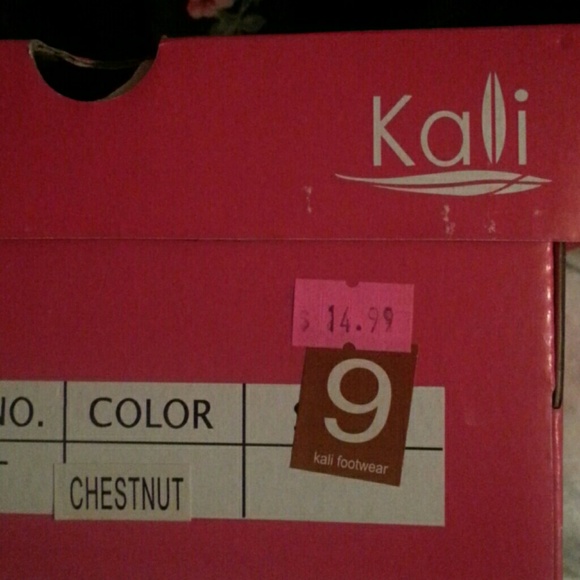 Kali
$ 14.99
9
kali footwear
NO. COLOR
CHESTNUT